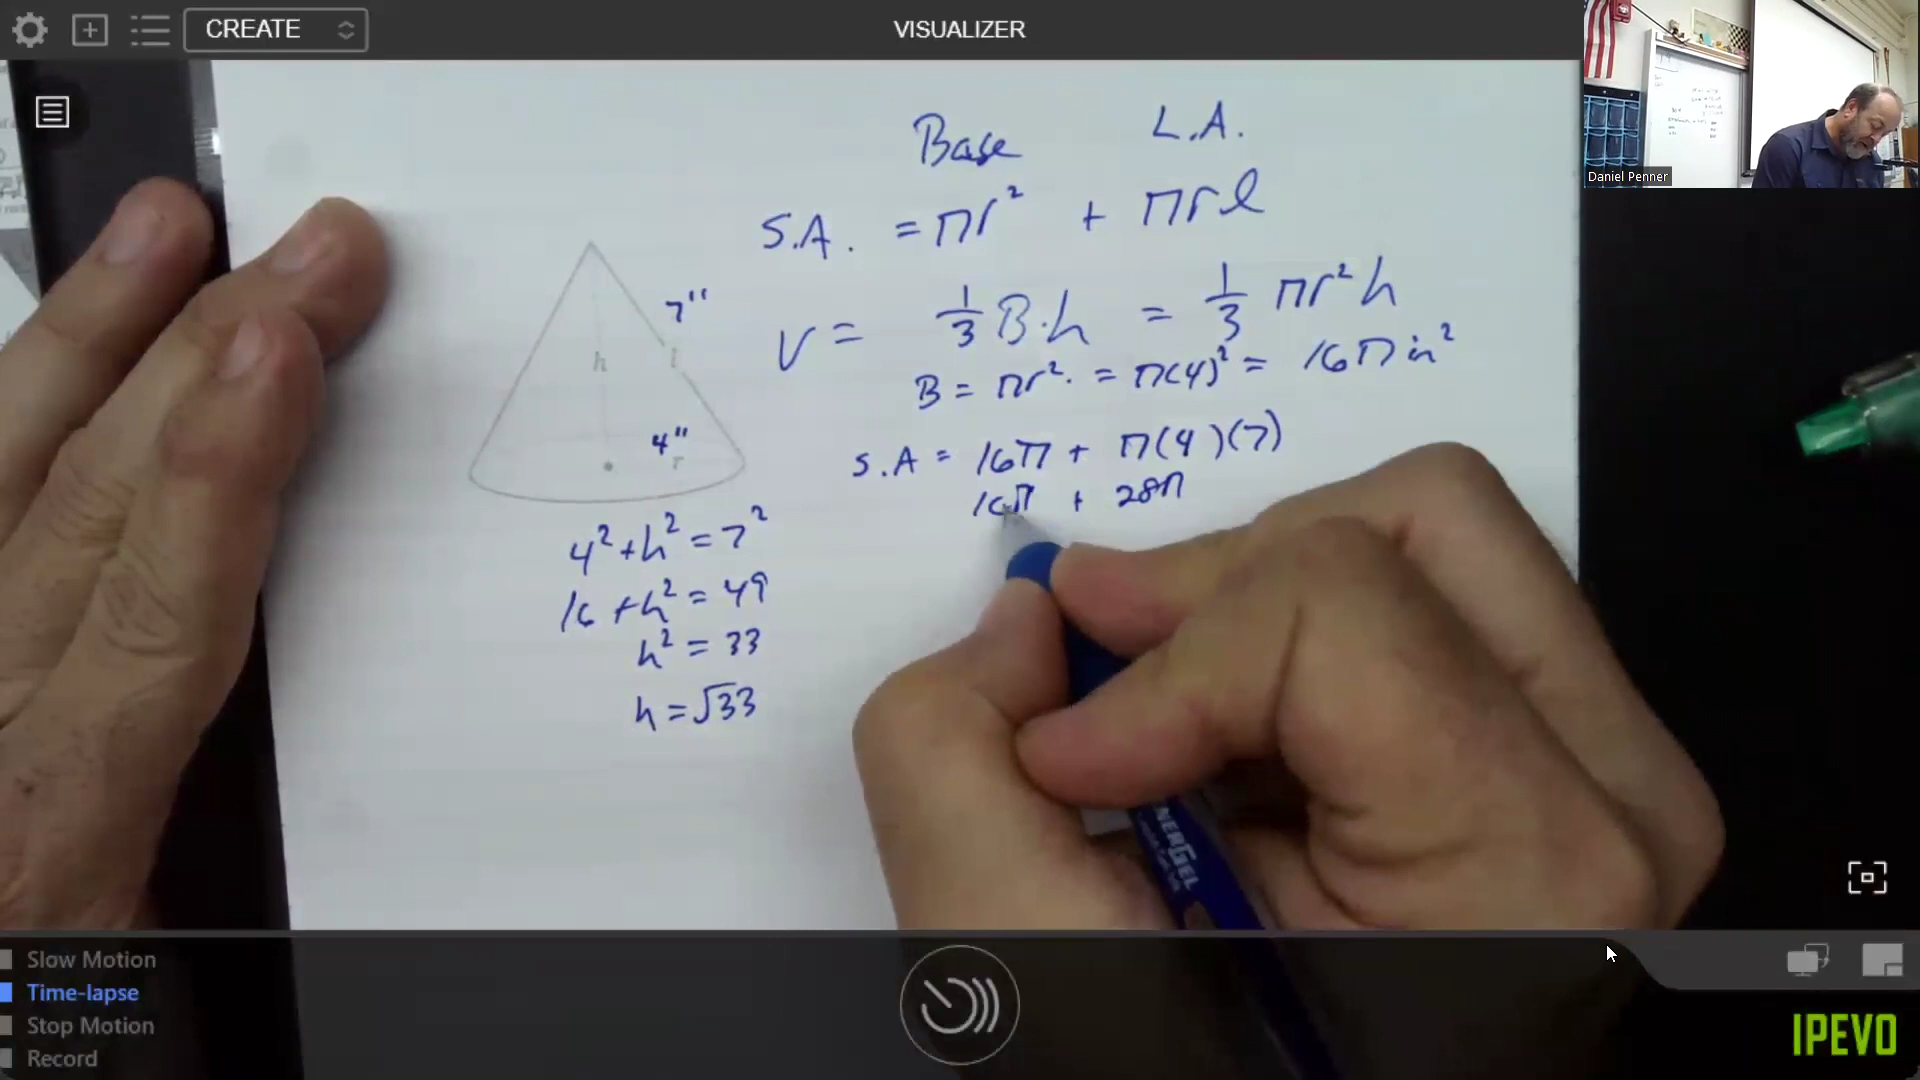 CREATE
VISUALIZER
Daniel Penner
Base L.A.
S.A. = πr² + πrl
V = 1/3 B·h = 1/3 πr²h
B = πr². = π(4)² = 16π in²
S.A = 16π + π(4)(7)
16π + 28π
7"
h l
4"
r
4² + h² = 7²
16 + h² = 49
h² = 33
h = √33
ENERGEL
Slow Motion
Time-lapse
Stop Motion
Record
IPEVO